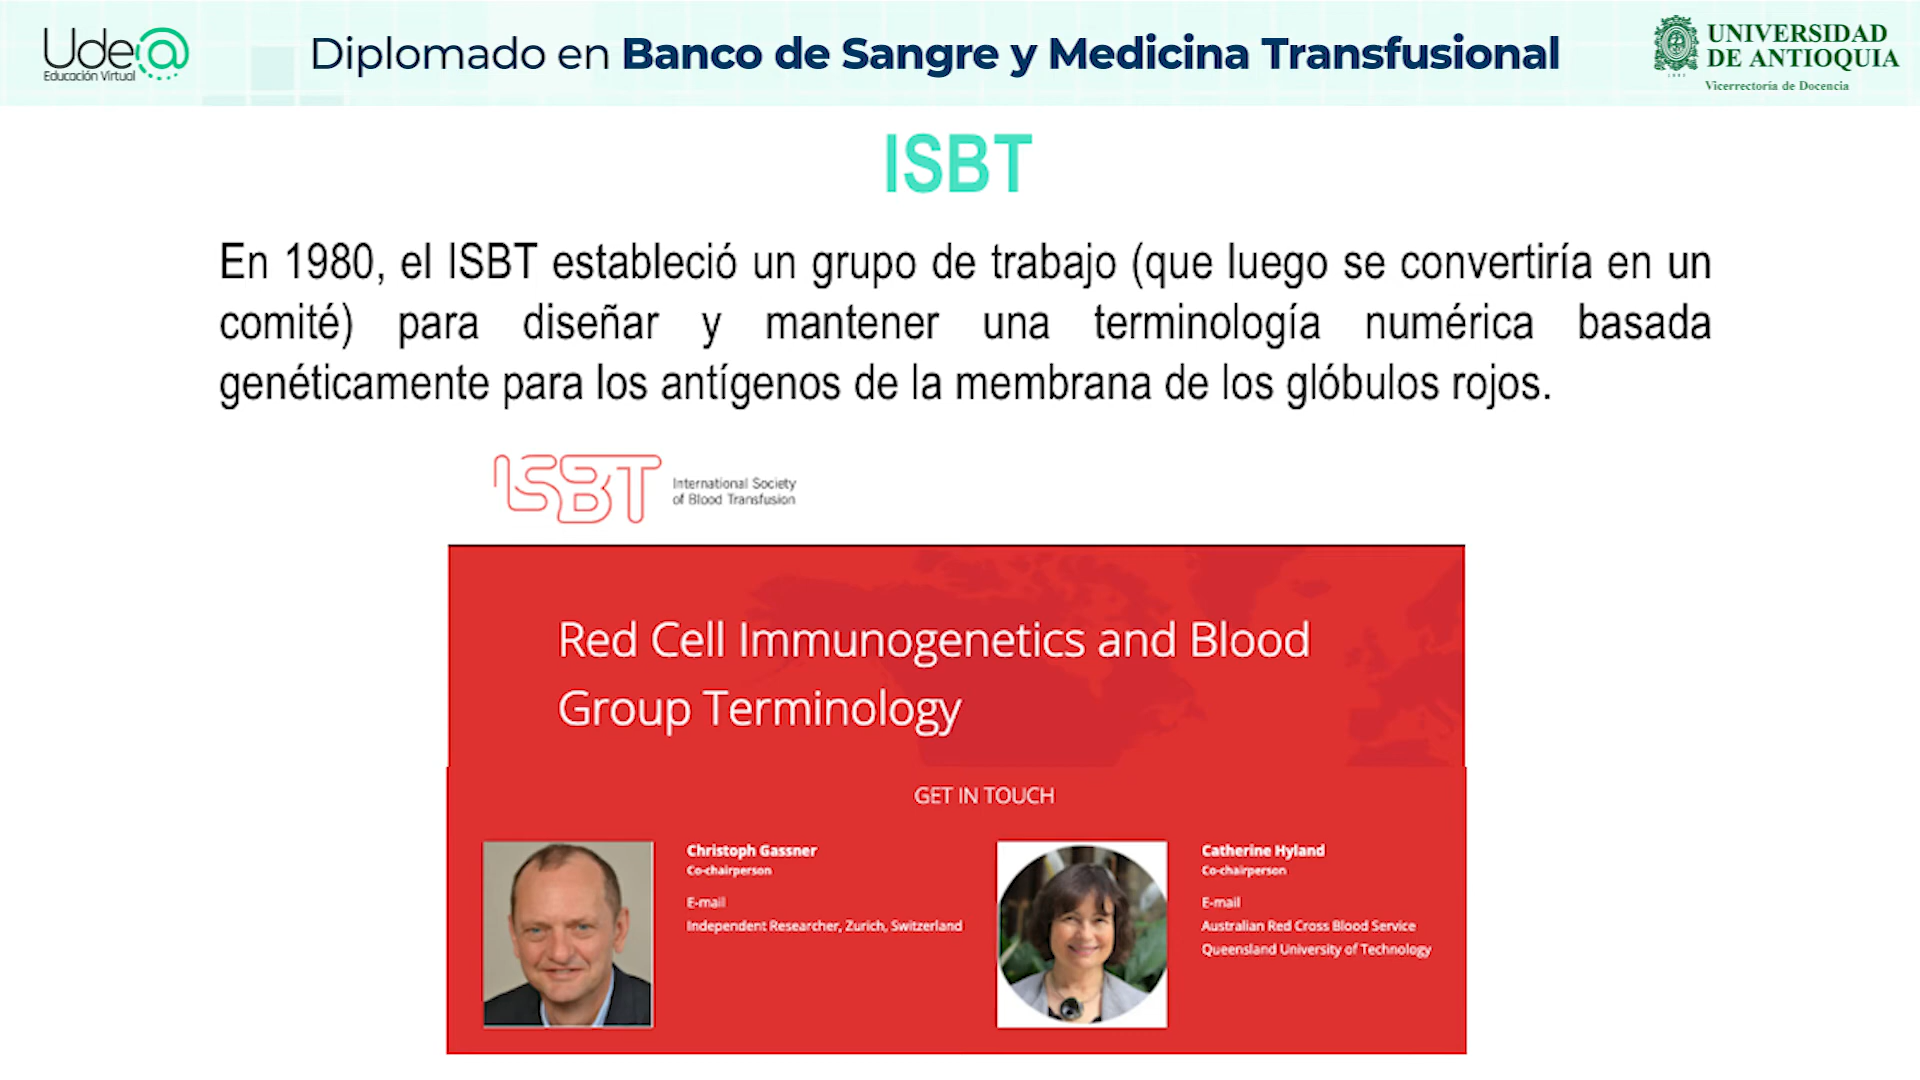 Ude@
Educación Virtual
Diplomado en Banco de Sangre y Medicina Transfusional
UNIVERSIDAD
DE ANTIOQUIA
1803
Vicerrectoría de Docencia
ISBT
En 1980, el ISBT estableció un grupo de trabajo (que luego se convertiría en un
comité) para diseñar y mantener una terminología numérica basada
genéticamente para los antígenos de la membrana de los glóbulos rojos.
ISBT
International Society
of Blood Transfusion
Red Cell Immunogenetics and Blood
Group Terminology
GET IN TOUCH
Christoph Gassner
Co-chairperson
E-mail
Independent Researcher, Zurich, Switzerland
Catherine Hyland
Co-chairperson
E-mail
Australian Red Cross Blood Service
Queensland University of Technology